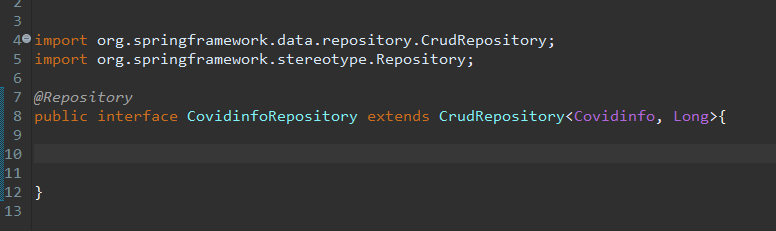 2
3
4 import org.springframework.data.repository.CrudRepository;
5 import org.springframework.stereotype.Repository;
6
7 @Repository
8 public interface CovidinfoRepository extends CrudRepository<Covidinfo, Long>{
9
10
11
12 }
13